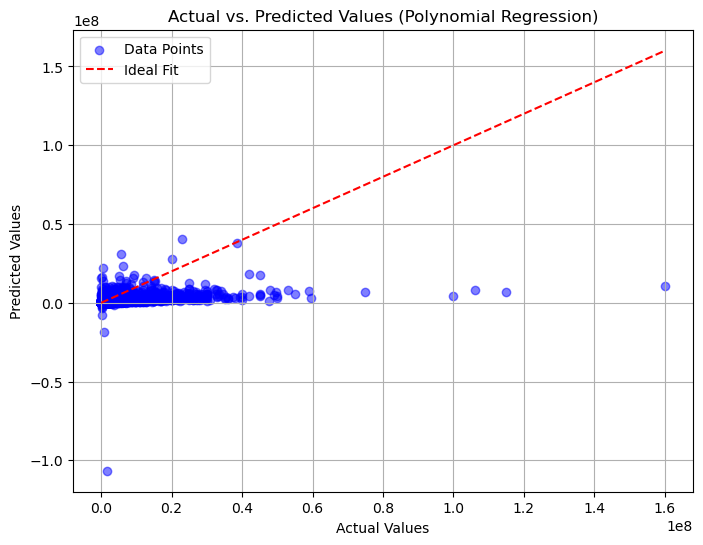 Actual vs. Predicted Values (Polynomial Regression)
1e8
Data Points
Ideal Fit
1.5
1.0
0.5
0.0
−0.5
−1.0
Predicted Values
0.0 0.2 0.4 0.6 0.8 1.0 1.2 1.4 1.6
1e8
Actual Values